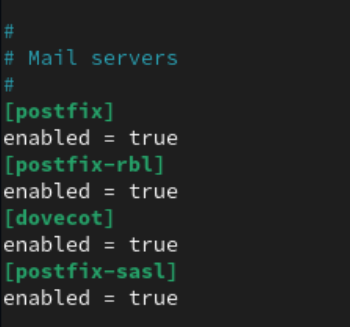 #
# Mail servers
#
[postfix]
enabled = true
[postfix-rbl]
enabled = true
[dovecot]
enabled = true
[postfix-sasl]
enabled = true